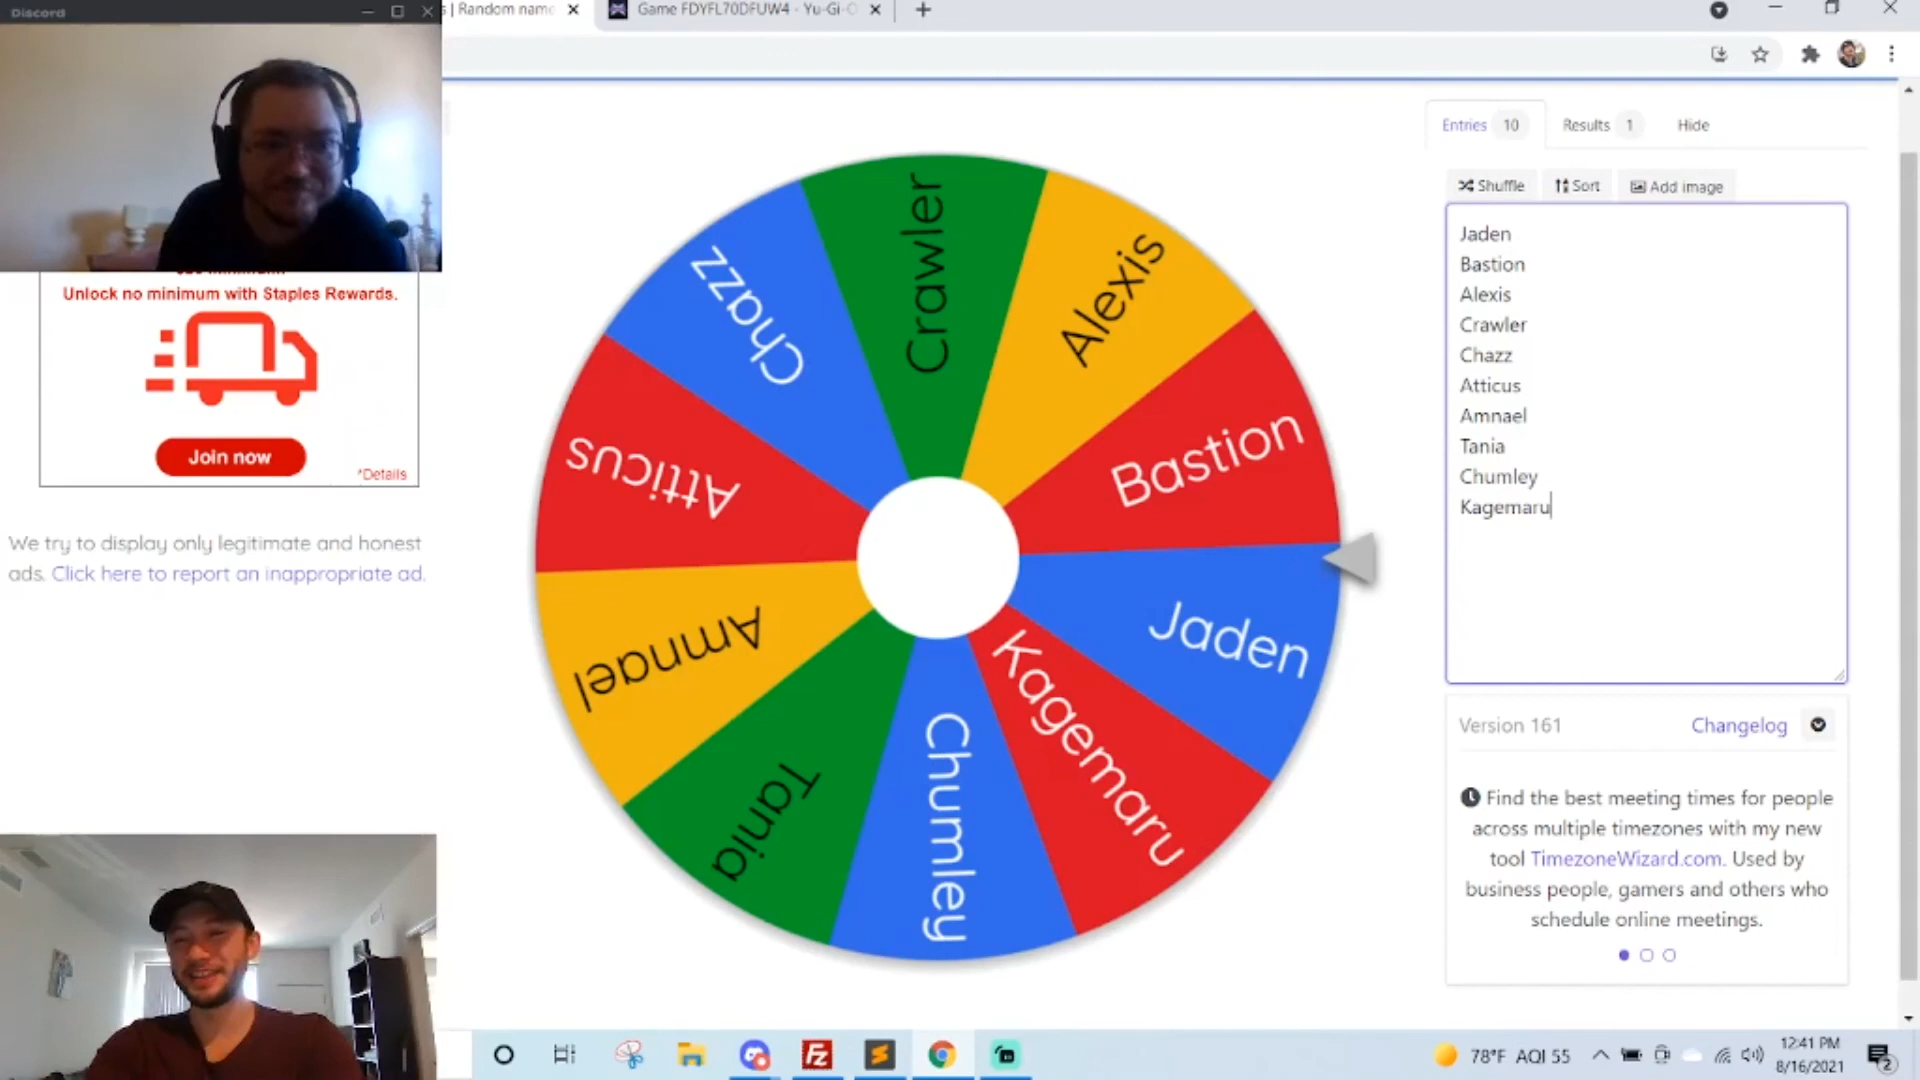 Discord
| Random name
Game FDYFL70DFUW4 - Yu-Gi-O
Unlock no minimum with Staples Rewards.
Join now
*Details
We try to display only legitimate and honest
ads. Click here to report an inappropriate ad.
Crawler
Alexis
Bastion
Jaden
Kagemaru
Chumley
Tania
Amnael
Atticus
Chazz
Entries 10
Results 1
Hide
Shuffle
Sort
Add image
Jaden
Bastion
Alexis
Crawler
Chazz
Atticus
Amnael
Tania
Chumley
Kagemaru
Version 161
Changelog
Find the best meeting times for people
across multiple timezones with my new
tool TimezoneWizard.com. Used by
business people, gamers and others who
schedule online meetings.
Fz
78°F AQI 55
12:41 PM
8/16/2021
2